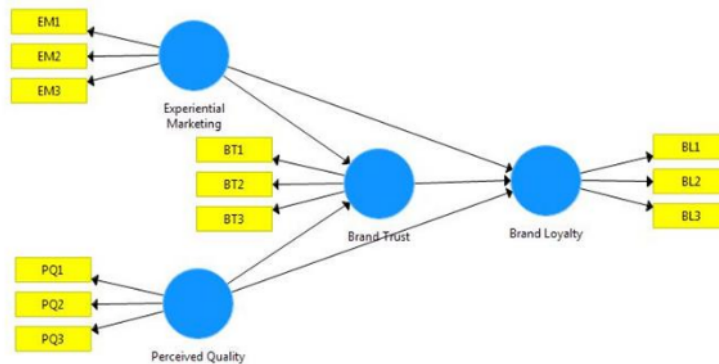 EM1
EM2
EM3
Experiential
Marketing
BT1
BT2
BT3
Brand Trust
BL1
BL2
BL3
Brand Loyalty
PQ1
PQ2
PQ3
Perceived Quality